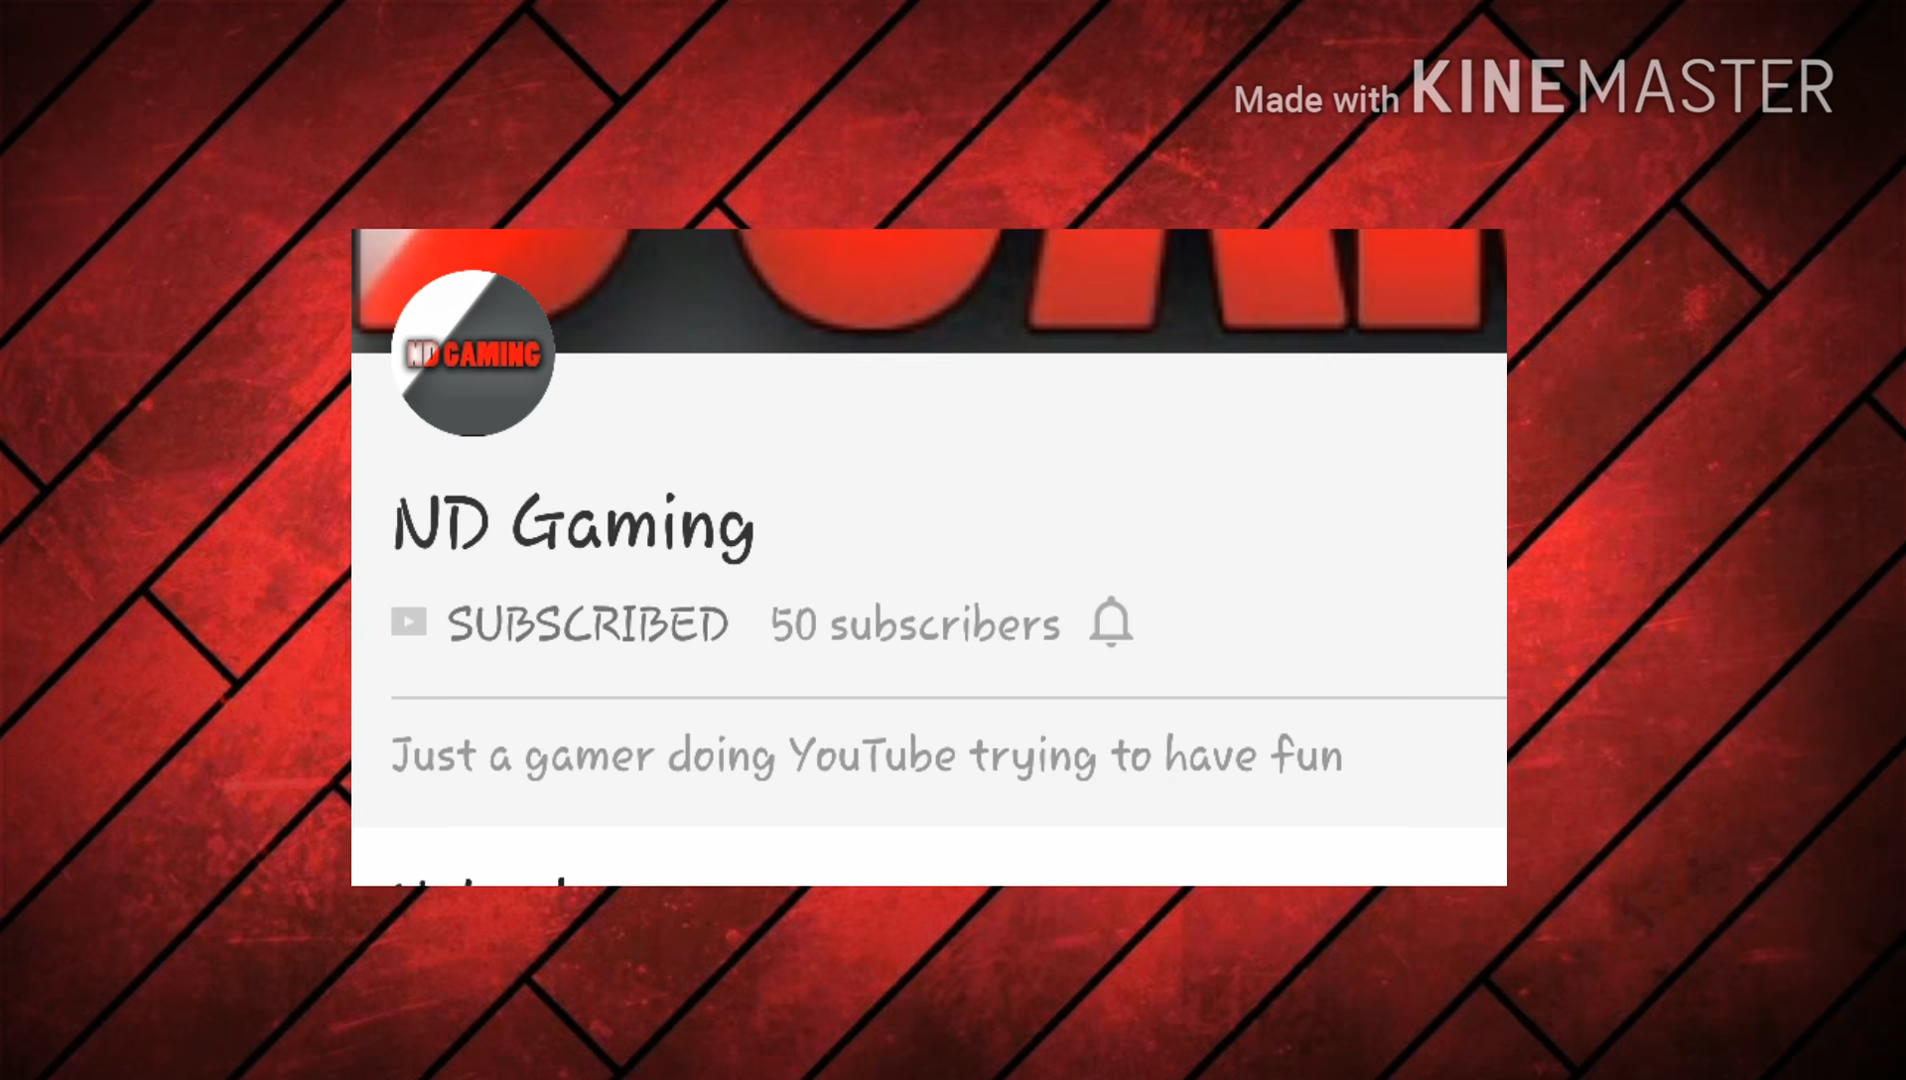 Made with KINEMASTER
ND GAMING
ND Gaming
SUBSCRIBED 50 subscribers
Just a gamer doing YouTube trying to have fun